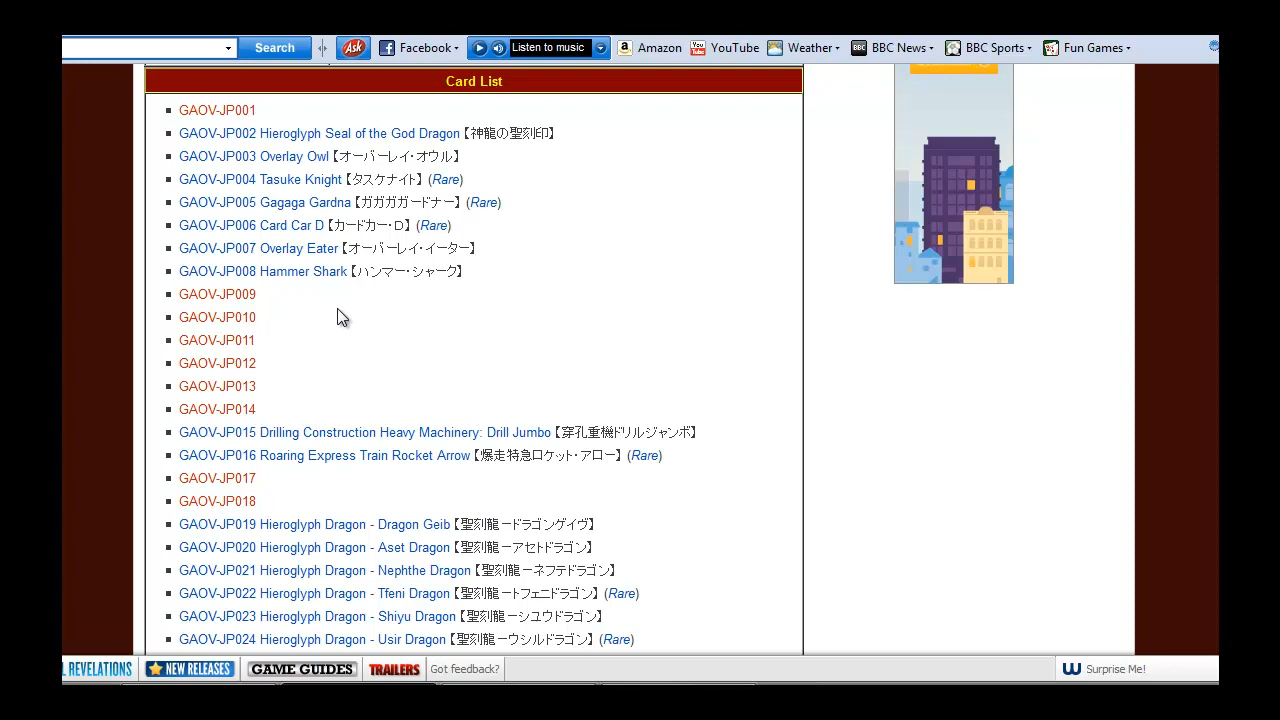 Search Ask Facebook Listen to music Amazon YouTube Weather BBC News BBC Sports Fun Games
Card List
GAOV-JP001
GAOV-JP002 Hieroglyph Seal of the God Dragon【神龍の聖刻印】
GAOV-JP003 Overlay Owl【オーバーレイ・オウル】
GAOV-JP004 Tasuke Knight【タスケナイト】 (Rare)
GAOV-JP005 Gagaga Gardna【ガガガガードナー】 (Rare)
GAOV-JP006 Card Car D【カードカー・D】 (Rare)
GAOV-JP007 Overlay Eater【オーバーレイ・イーター】
GAOV-JP008 Hammer Shark【ハンマー・シャーク】
GAOV-JP009
GAOV-JP010
GAOV-JP011
GAOV-JP012
GAOV-JP013
GAOV-JP014
GAOV-JP015 Drilling Construction Heavy Machinery: Drill Jumbo【穿孔重機ドリルジャンボ】
GAOV-JP016 Roaring Express Train Rocket Arrow【爆走特急ロケット・アロー】 (Rare)
GAOV-JP017
GAOV-JP018
GAOV-JP019 Hieroglyph Dragon - Dragon Geib【聖刻龍－ドラゴンゲイヴ】
GAOV-JP020 Hieroglyph Dragon - Aset Dragon【聖刻龍－アセトドラゴン】
GAOV-JP021 Hieroglyph Dragon - Nephthe Dragon【聖刻龍－ネフテドラゴン】
GAOV-JP022 Hieroglyph Dragon - Tfeni Dragon【聖刻龍－トフェニドラゴン】 (Rare)
GAOV-JP023 Hieroglyph Dragon - Shiyu Dragon【聖刻龍－シユウドラゴン】
GAOV-JP024 Hieroglyph Dragon - Usir Dragon【聖刻龍－ウシルドラゴン】 (Rare)
L REVELATIONS NEW RELEASES GAME GUIDES TRAILERS Got feedback? W Surprise Me!